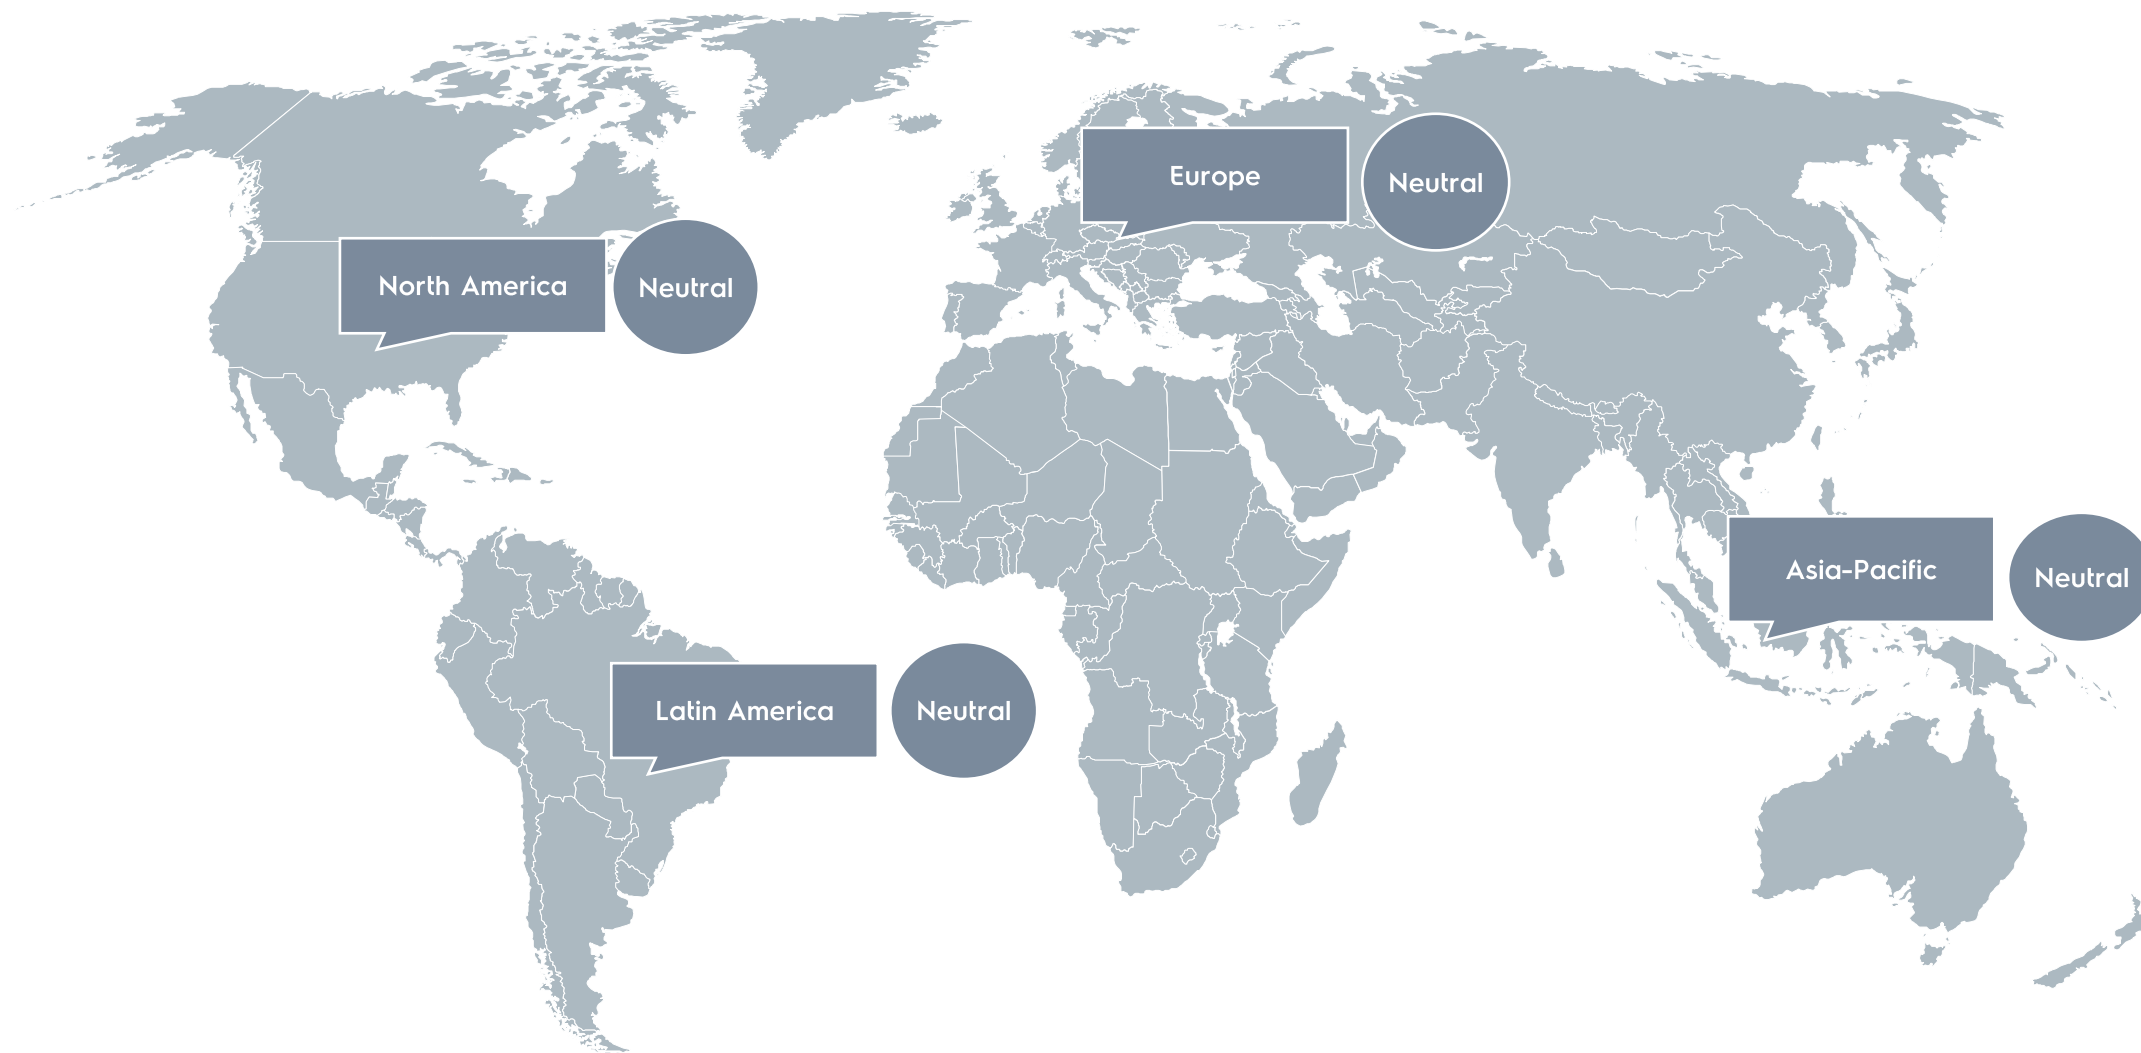 Europe
Neutral
North America
Neutral
Asia-Pacific
Neutral
Latin America
Neutral